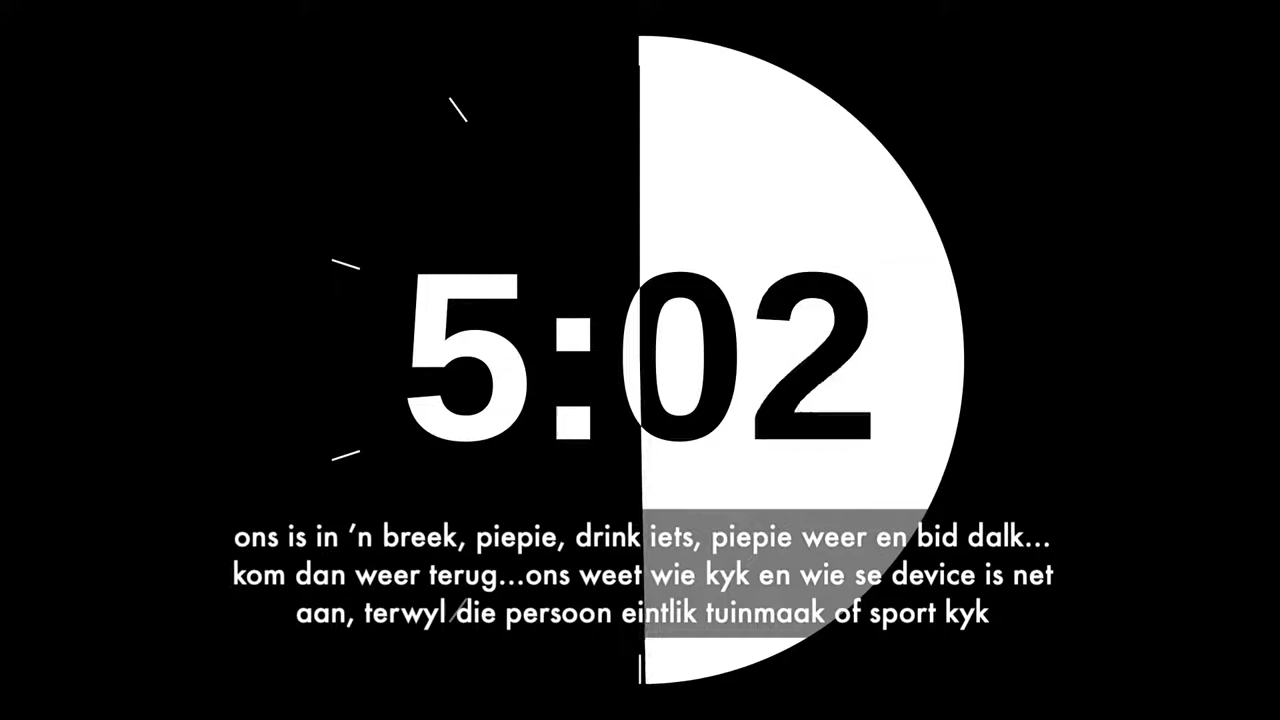 5:02
ons is in ’n breek, piepie, drink iets, piepie weer en bid dalk...
kom dan weer terug...ons weet wie kyk en wie se device is net
aan, terwyl die persoon eintlik tuinmaak of sport kyk